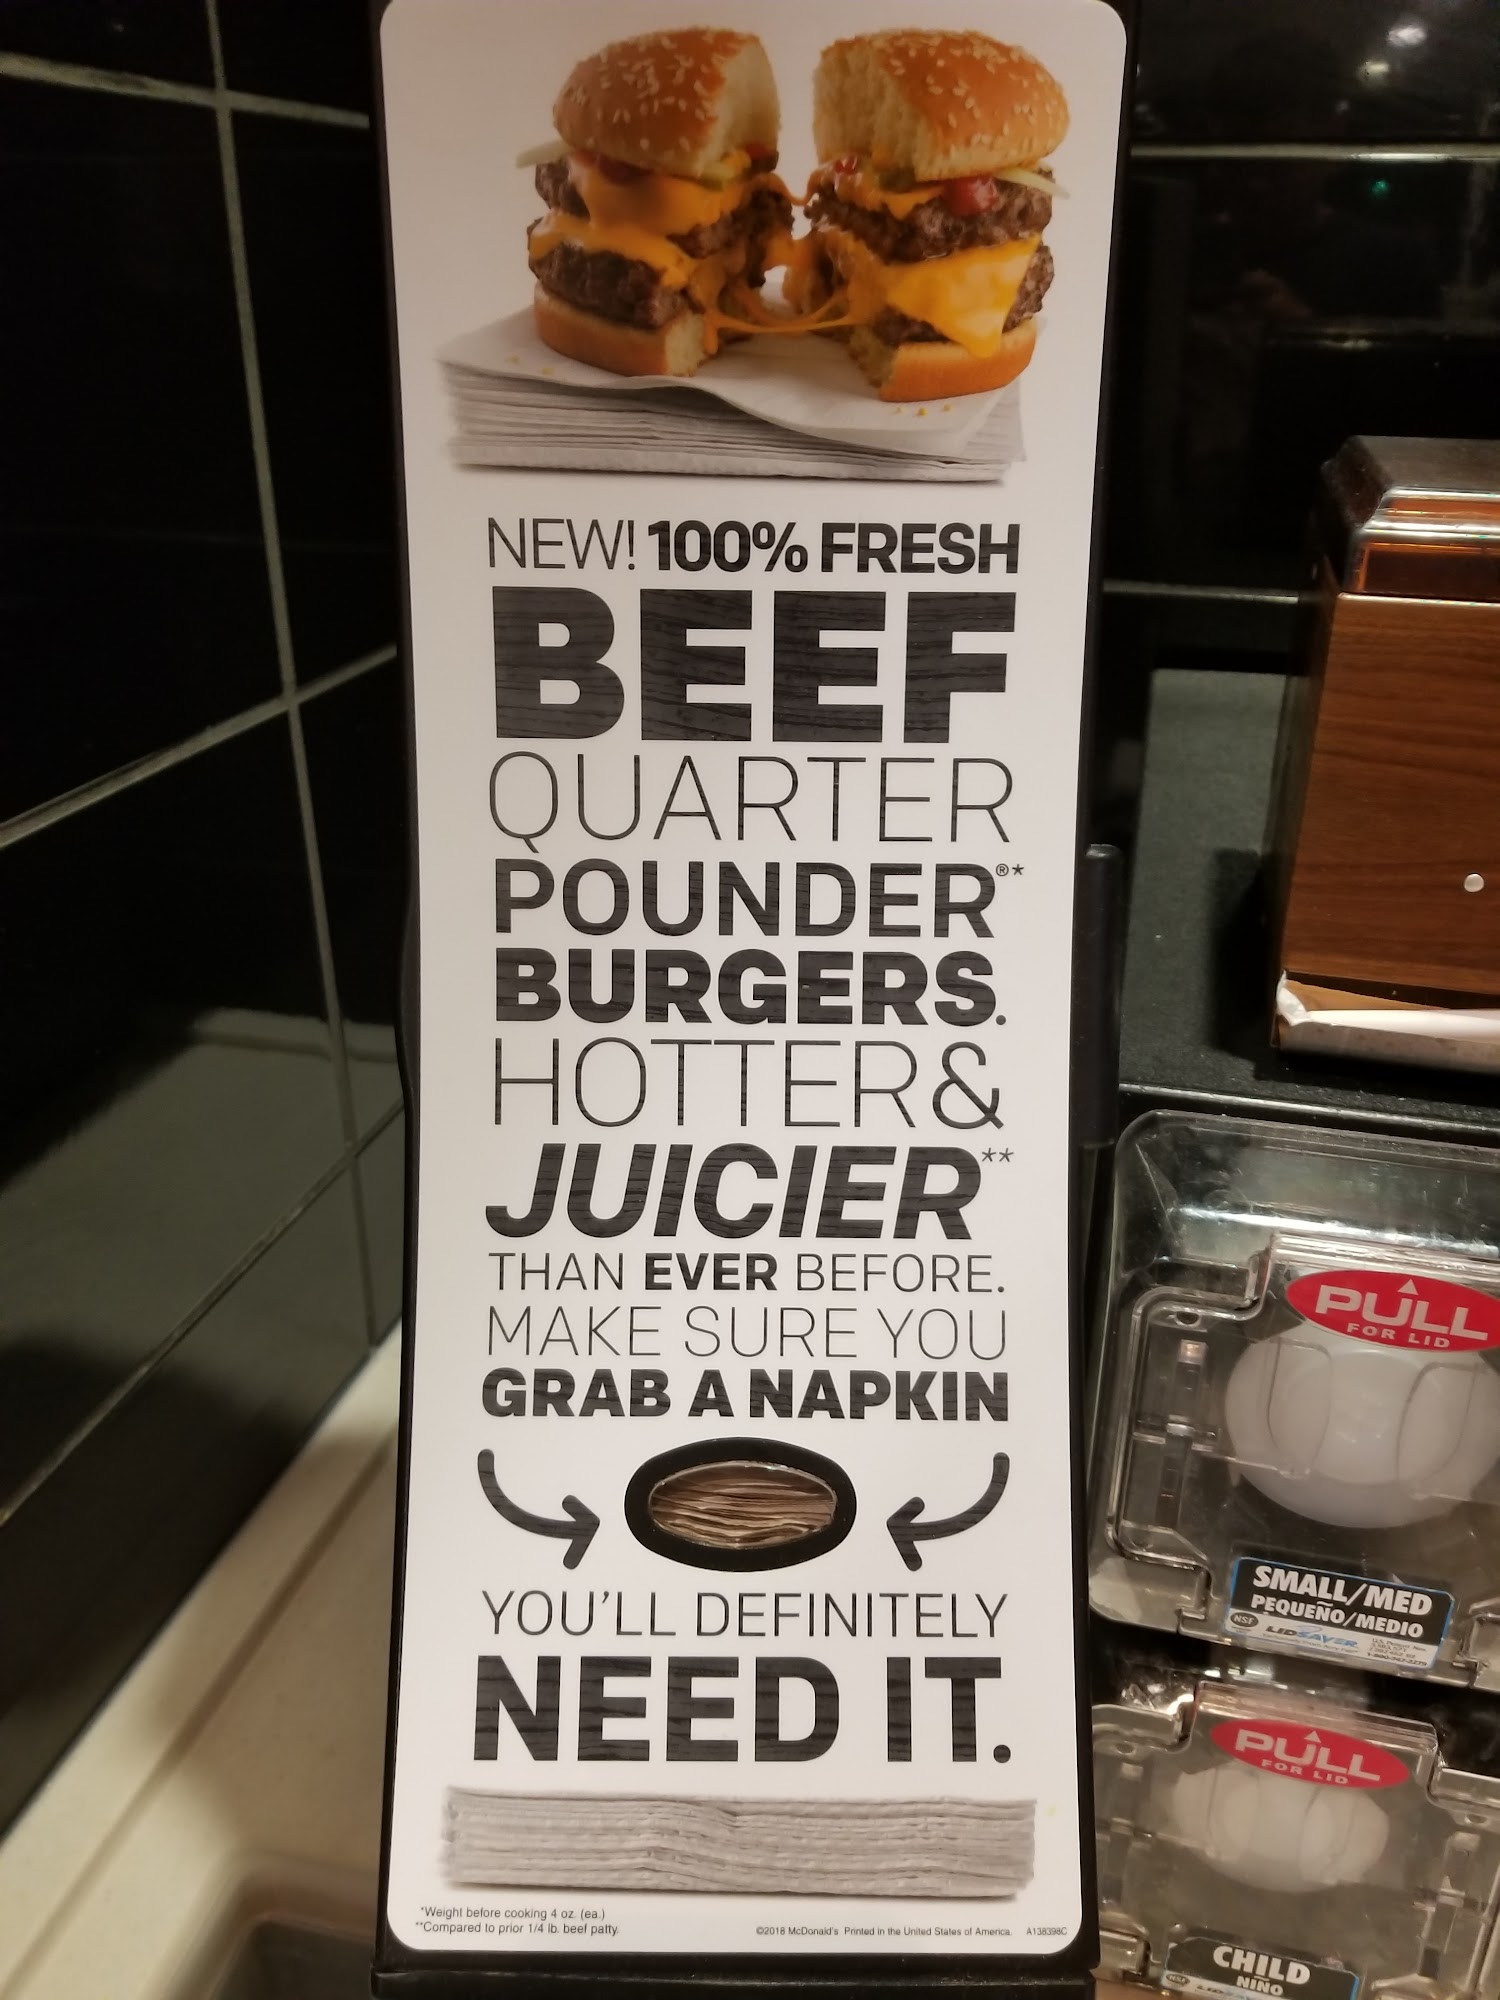 NEW! 100% FRESH
BEEF
QUARTER
POUNDER®*
BURGERS.
HOTTER &
JUICIER**
THAN EVER BEFORE.
MAKE SURE YOU
GRAB A NAPKIN
YOU'LL DEFINITELY
NEED IT.
*Weight before cooking 4 oz. (ea.)
**Compared to prior 1/4 lb. beef patty.
©2018 McDonald's Printed in the United States of America. A138398C
PULL
FOR LID
SMALL/MED
PEQUEÑO/MEDIO
NSF LIDSAVER
PULL
FOR LID
CHILD
NIÑO
NSF